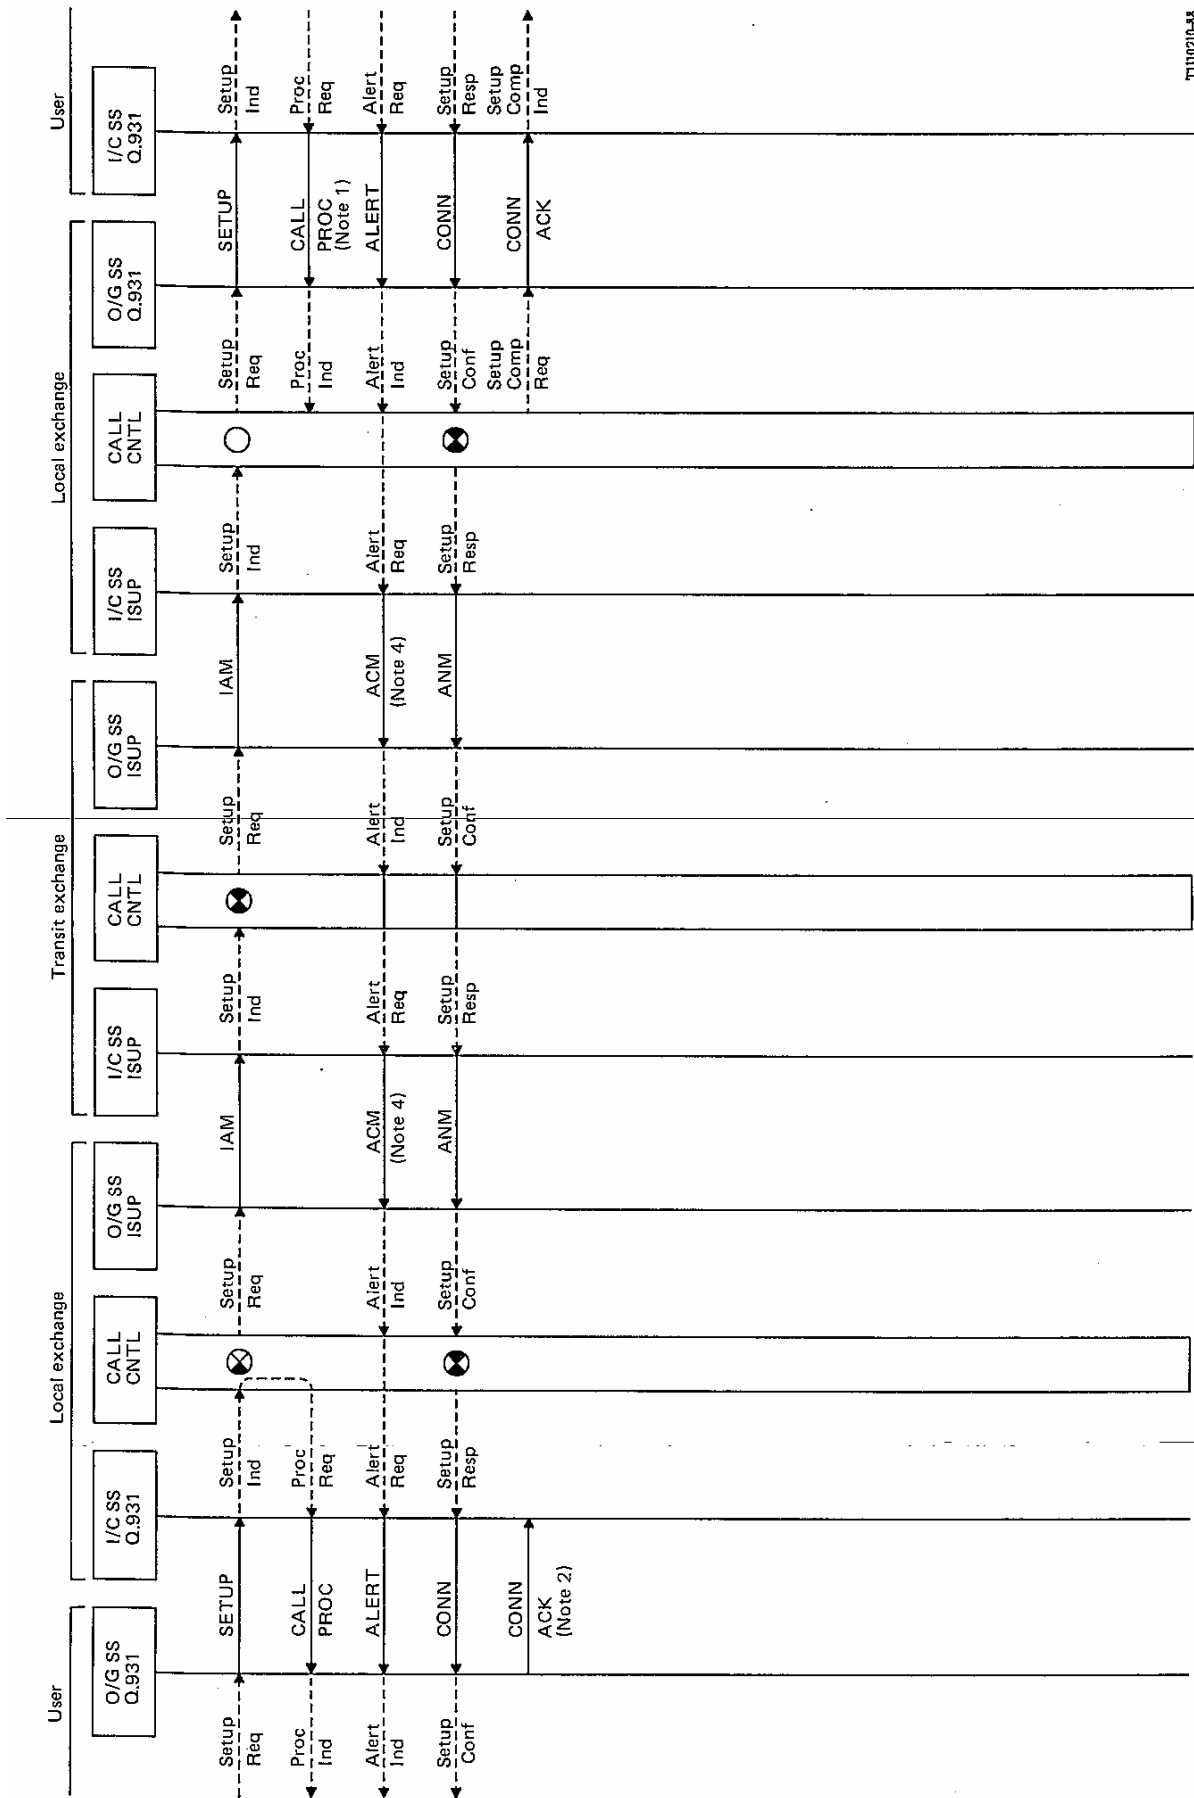 User
Local exchange
Transit exchange
Local exchange
User
O/G SS
Q.931
I/C SS
Q.931
CALL
CNTL
O/G SS
ISUP
I/C SS
ISUP
CALL
CNTL
O/G SS
ISUP
I/C SS
ISUP
CALL
CNTL
O/G SS
Q.931
I/C SS
Q.931
Setup
Req
SETUP
Setup
Ind
Setup
Req
IAM
Setup
Ind
Setup
Req
IAM
Setup
Ind
Setup
Req
SETUP
Setup
Ind
Proc
Ind
CALL
PROC
Proc
Req
Proc
Ind
CALL
PROC
(Note 1)
Proc
Req
Alert
Ind
ALERT
Alert
Req
Alert
Ind
ACM
(Note 4)
Alert
Req
Alert
Ind
ACM
(Note 4)
Alert
Req
Alert
Ind
ALERT
Alert
Req
Setup
Conf
CONN
Setup
Resp
Setup
Conf
ANM
Setup
Resp
Setup
Conf
ANM
Setup
Resp
Setup
Conf
CONN
Setup
Resp
CONN
ACK
(Note 2)
Setup
Comp
Req
CONN
ACK
Setup
Comp
Ind
T1110210-88